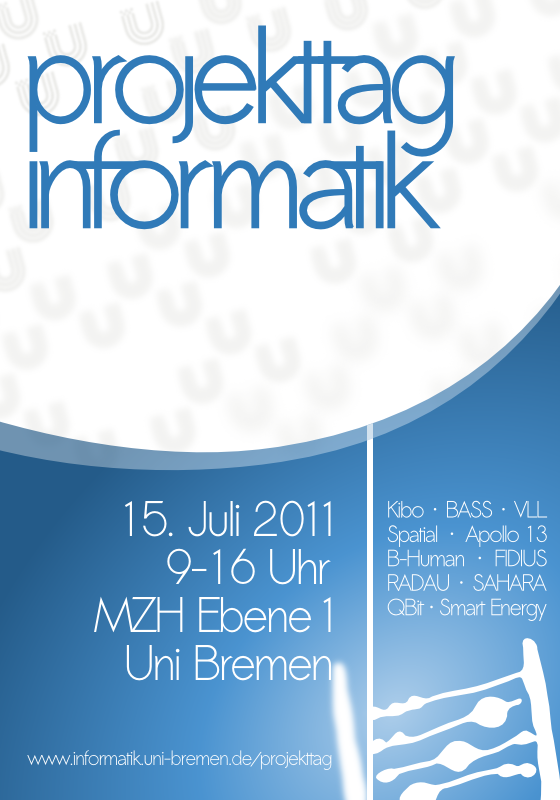 projekttag
informatik
15. Juli 2011
9-16 Uhr
MZH Ebene 1
Uni Bremen
www.informatik.uni-bremen.de/projekttag
Kibo · BASS · VLL
Spatial · Apollo 13
B-Human · FIDIUS
RADAU · SAHARA
QBit · Smart Energy